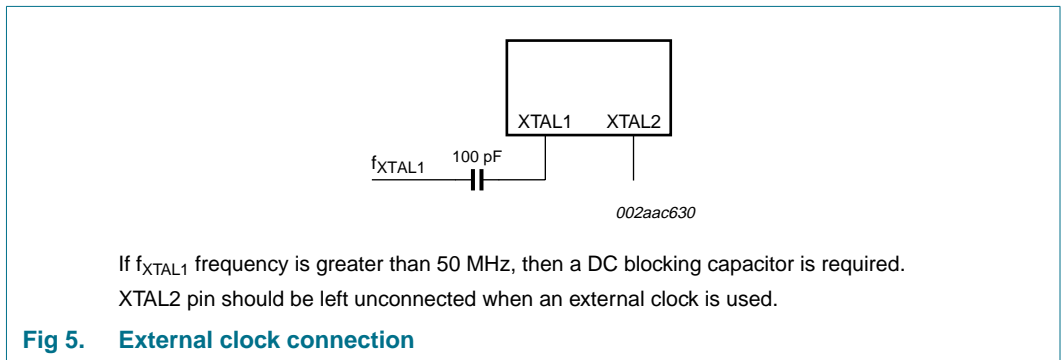 XTAL1 XTAL2
fXTAL1
100 pF
002aac630
If fXTAL1 frequency is greater than 50 MHz, then a DC blocking capacitor is required.
XTAL2 pin should be left unconnected when an external clock is used.
Fig 5. External clock connection